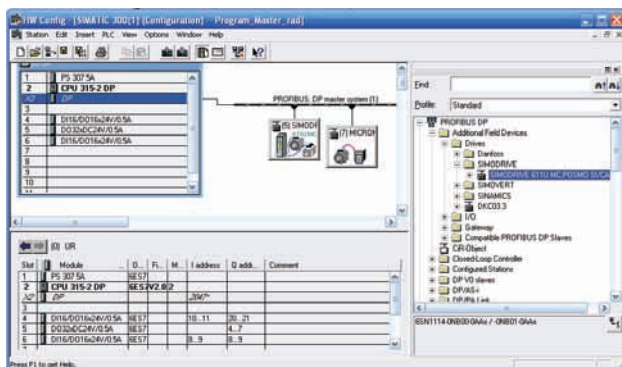 HW Config - [SIMATIC 300(1) (Configuration) -- Program_Master_rad]
Station Edit Insert PLC View Options Window Help
1 PS 307 5A
2 CPU 315-2 DP
X2 DP
3
4 DI16/DO16x24V/0.5A
5 DO32xDC24V/0.5A
6 DI16/DO16x24V/0.5A
7
8
9
10
PROFIBUS: DP master system (1)
(5) SIMODR
(7) MICROM
Find:
Profile: Standard
PROFIBUS DP
Additional Field Devices
Drives
Danfoss
SIMODRIVE
SIMODRIVE 611U MC,POSMO SI/CA
SIMOVERT
SINAMICS
DKC03.3
I/O
Gateway
Compatible PROFIBUS DP Slaves
CiR-Object
Closed-Loop Controller
Configured Stations
DP V0 slaves
DP/AS-i
DP/PA Link
(0) UR
Slot Module ... O... Fi... M... I address Q add... Comment
1 PS 307 5A 6ES7
2 CPU 315-2 DP 6ES7 V2.0 2
X2 DP 2047*
3
4 DI16/DO16x24V/0.5A 6ES7 10...11 20...21
5 DO32xDC24V/0.5A 6ES7 4...7
6 DI16/DO16x24V/0.5A 6ES7 8...9 8...9
6SN1114-0NB00-0AAx / -0NB01-0AAx
Press F1 to get Help.